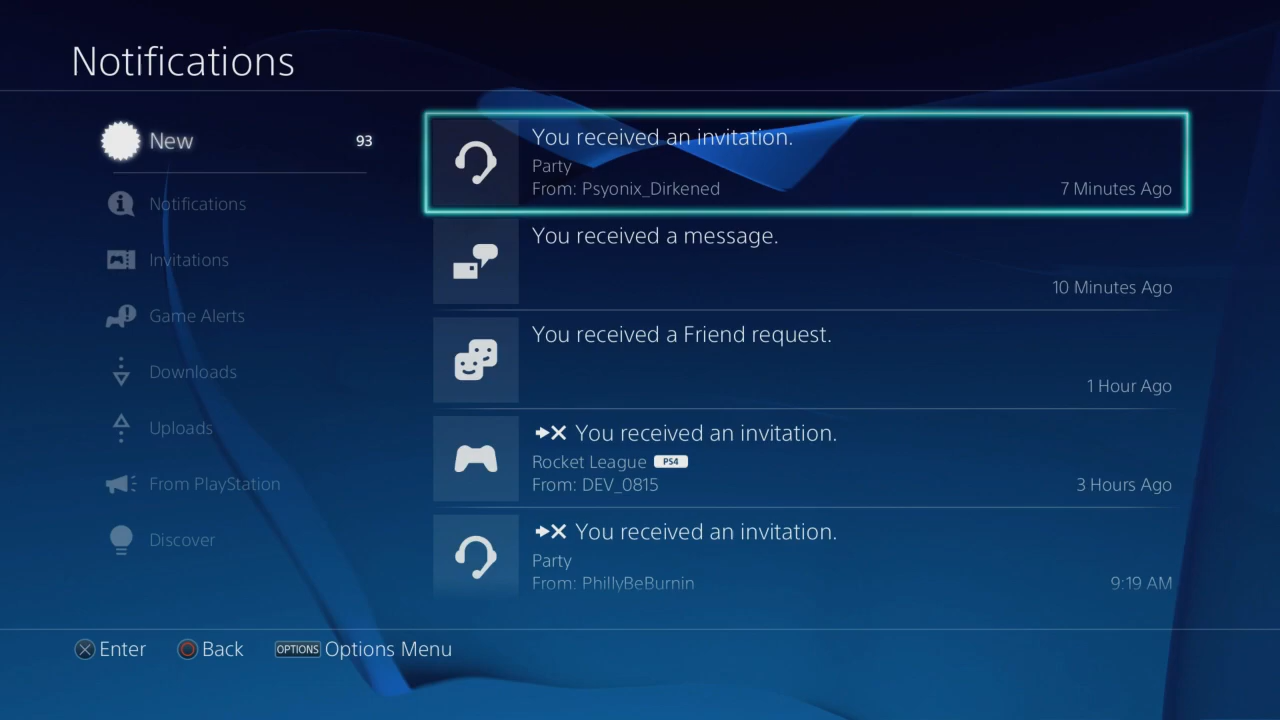 Notifications
New 93
Notifications
Invitations
Game Alerts
Downloads
Uploads
From PlayStation
Discover
You received an invitation.
Party
From: Psyonix_Dirkened 7 Minutes Ago
You received a message.
10 Minutes Ago
You received a Friend request.
1 Hour Ago
You received an invitation.
Rocket League PS4
From: DEV_0815 3 Hours Ago
You received an invitation.
Party
From: PhillyBeBurnin 9:19 AM
Enter Back OPTIONS Options Menu